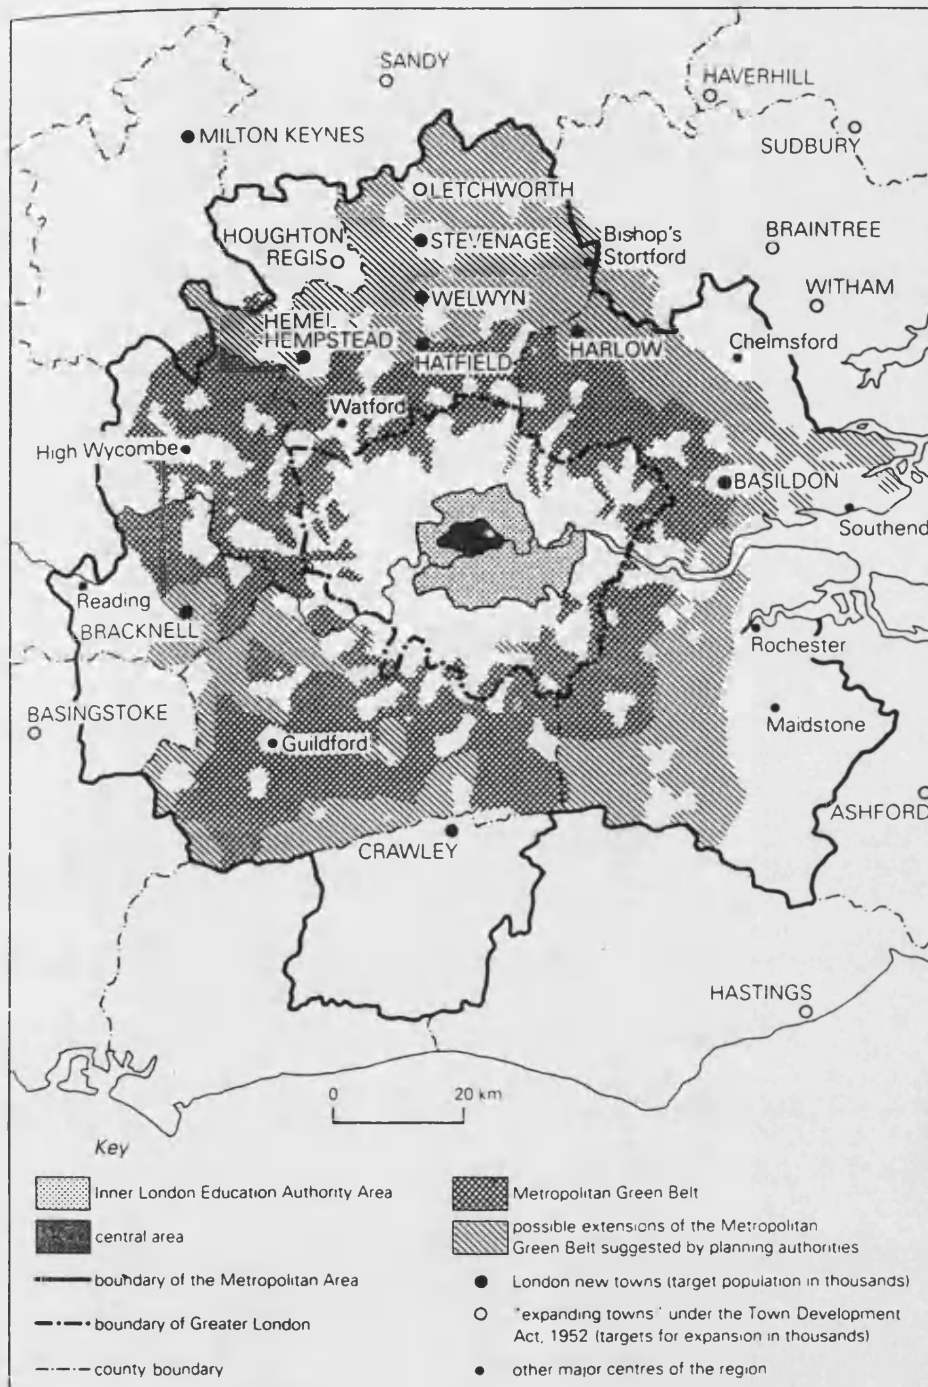 SANDY
HAVERHILL
MILTON KEYNES
SUDBURY
LETCHWORTH
HOUGHTON
REGIS
STEVENAGE
Bishop's
Stortford
BRAINTREE
WELWYN
WITHAM
HEMEL
HEMPSTEAD
HATFIELD
HARLOW
Chelmsford
Watford
High Wycombe
BASILDON
Southend
Reading
BRACKNELL
Rochester
BASINGSTOKE
Maidstone
Guildford
ASHFORD
CRAWLEY
HASTINGS
0 20 km
Key
Inner London Education Authority Area
central area
boundary of the Metropolitan Area
boundary of Greater London
county boundary
Metropolitan Green Belt
possible extensions of the Metropolitan
Green Belt suggested by planning authorities
London new towns (target population in thousands)
"expanding towns" under the Town Development
Act, 1952 (targets for expansion in thousands)
other major centres of the region